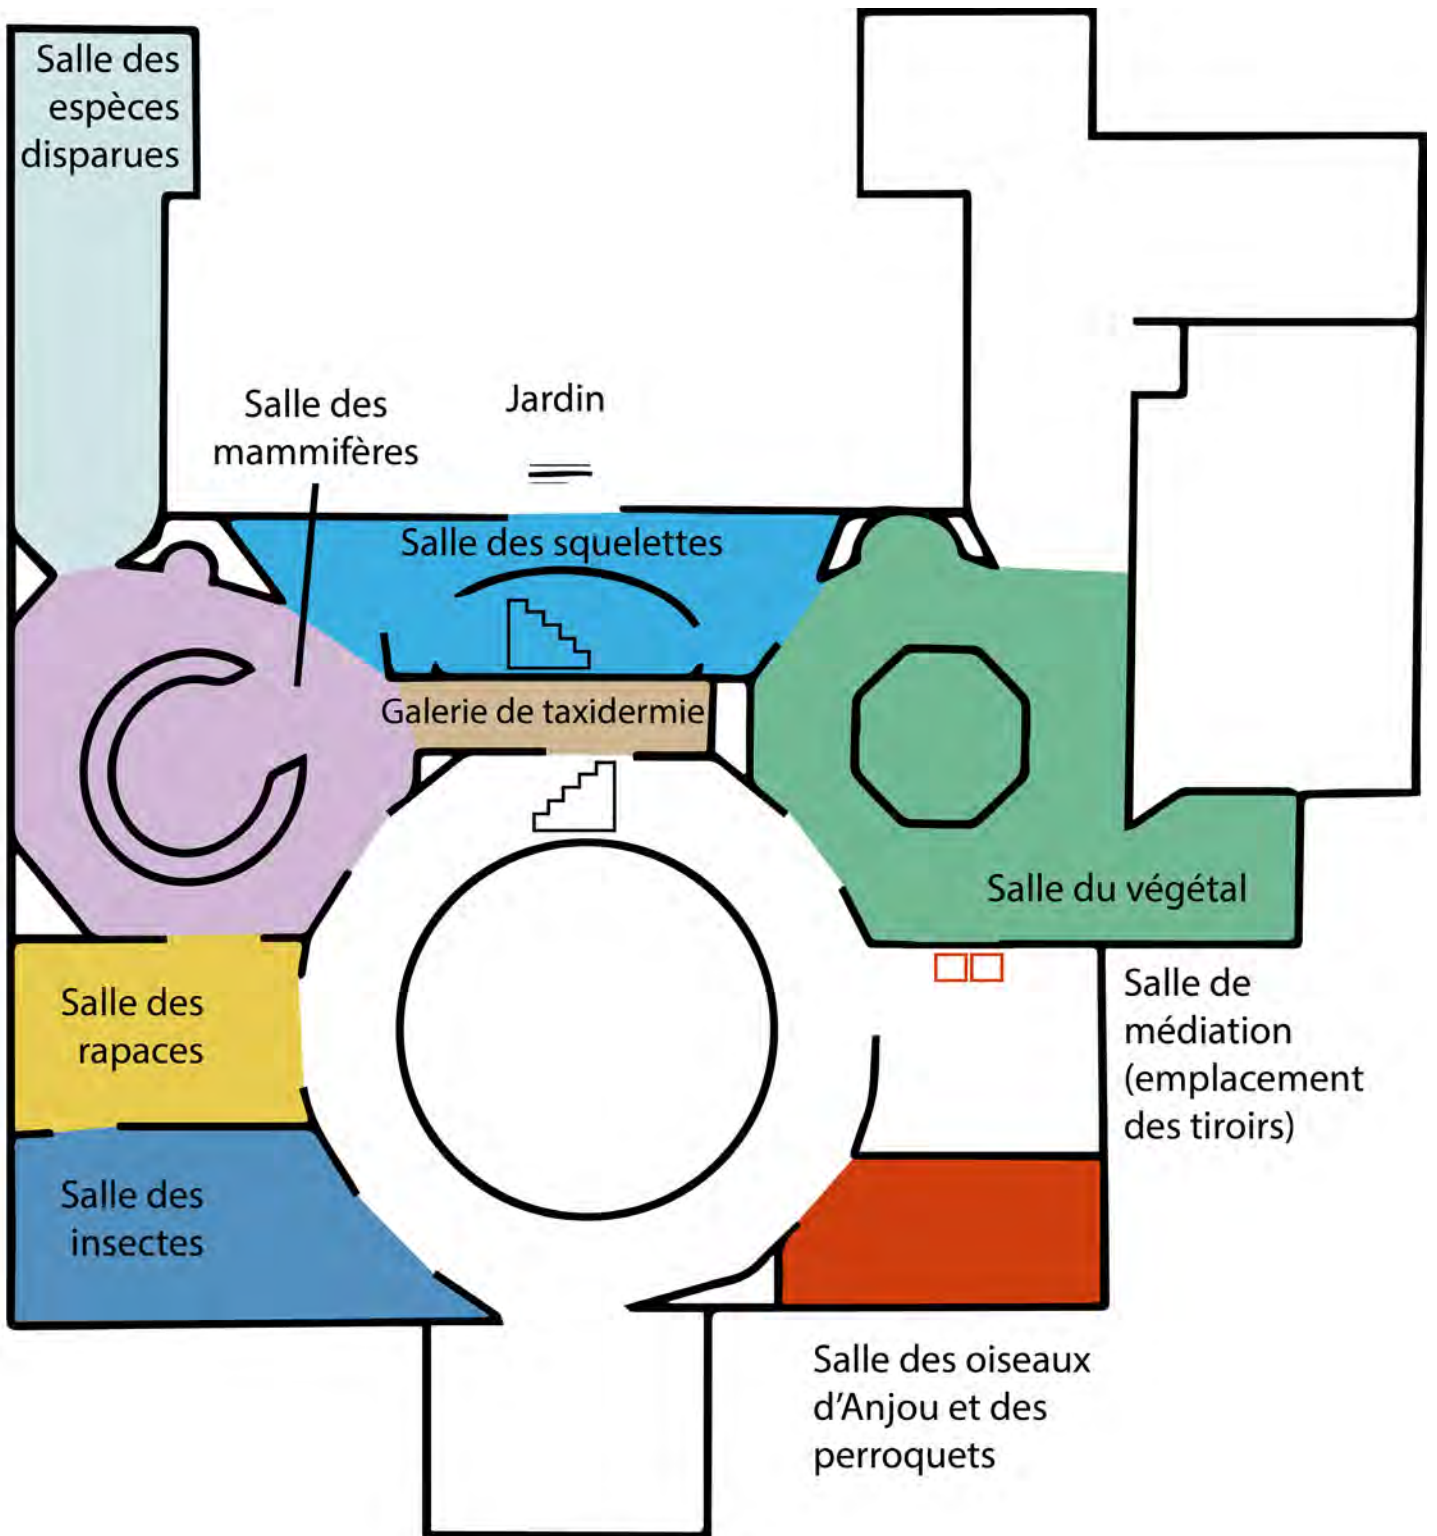 Salle des
espèces
disparues
Salle des
mammifères
Jardin
Salle des squelettes
Galerie de taxidermie
Salle du végétal
Salle des
rapaces
Salle de
médiation
(emplacement
des tiroirs)
Salle des
insectes
Salle des oiseaux
d'Anjou et des
perroquets